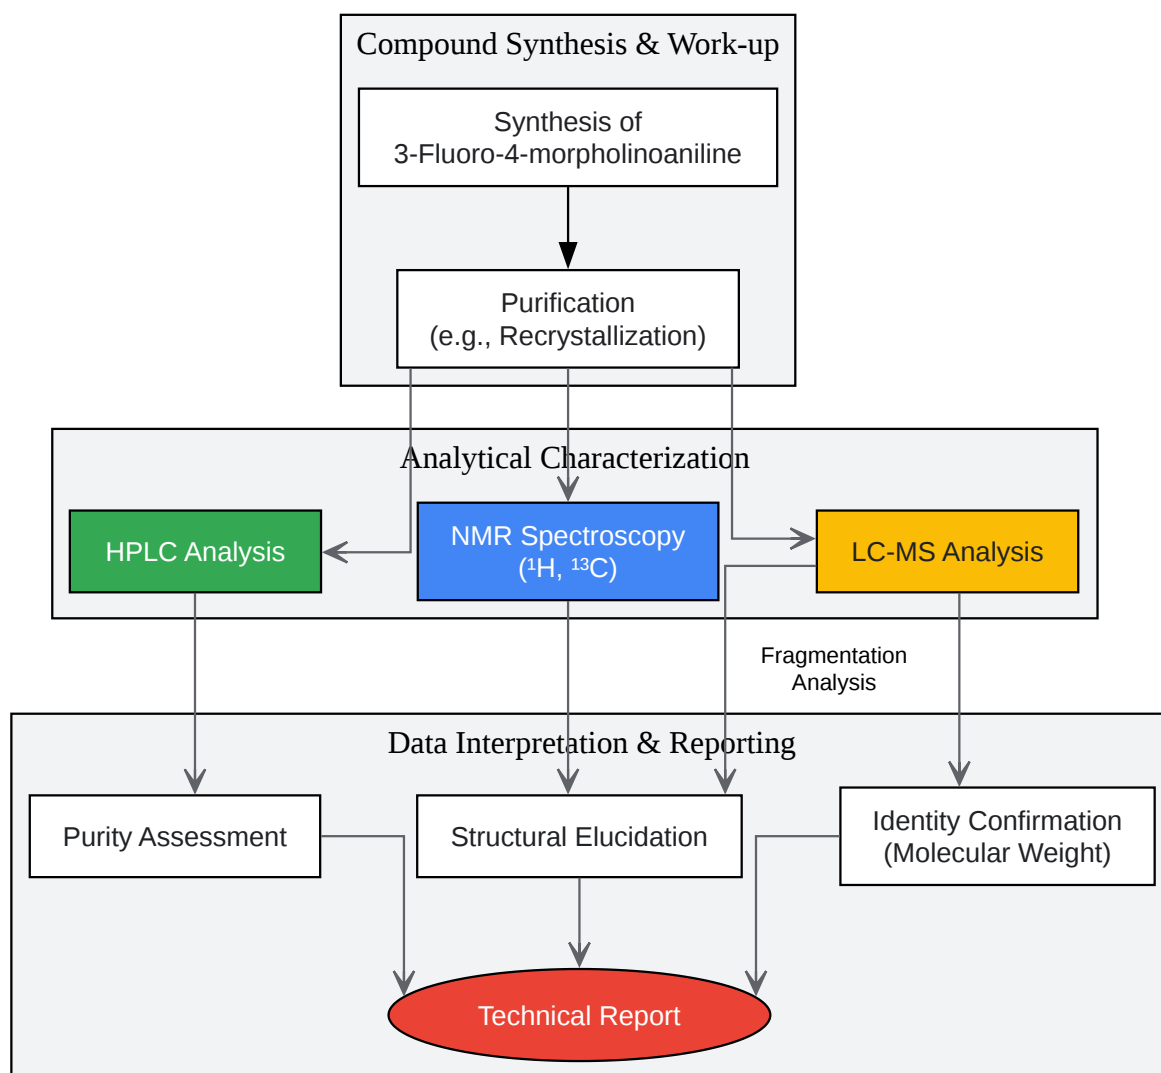 Compound Synthesis & Work-up
Synthesis of
3-Fluoro-4-morpholinoaniline
Purification
(e.g., Recrystallization)
Analytical Characterization
HPLC Analysis
NMR Spectroscopy
(¹H, ¹³C)
LC-MS Analysis
Fragmentation
Analysis
Data Interpretation & Reporting
Purity Assessment
Structural Elucidation
Identity Confirmation
(Molecular Weight)
Technical Report